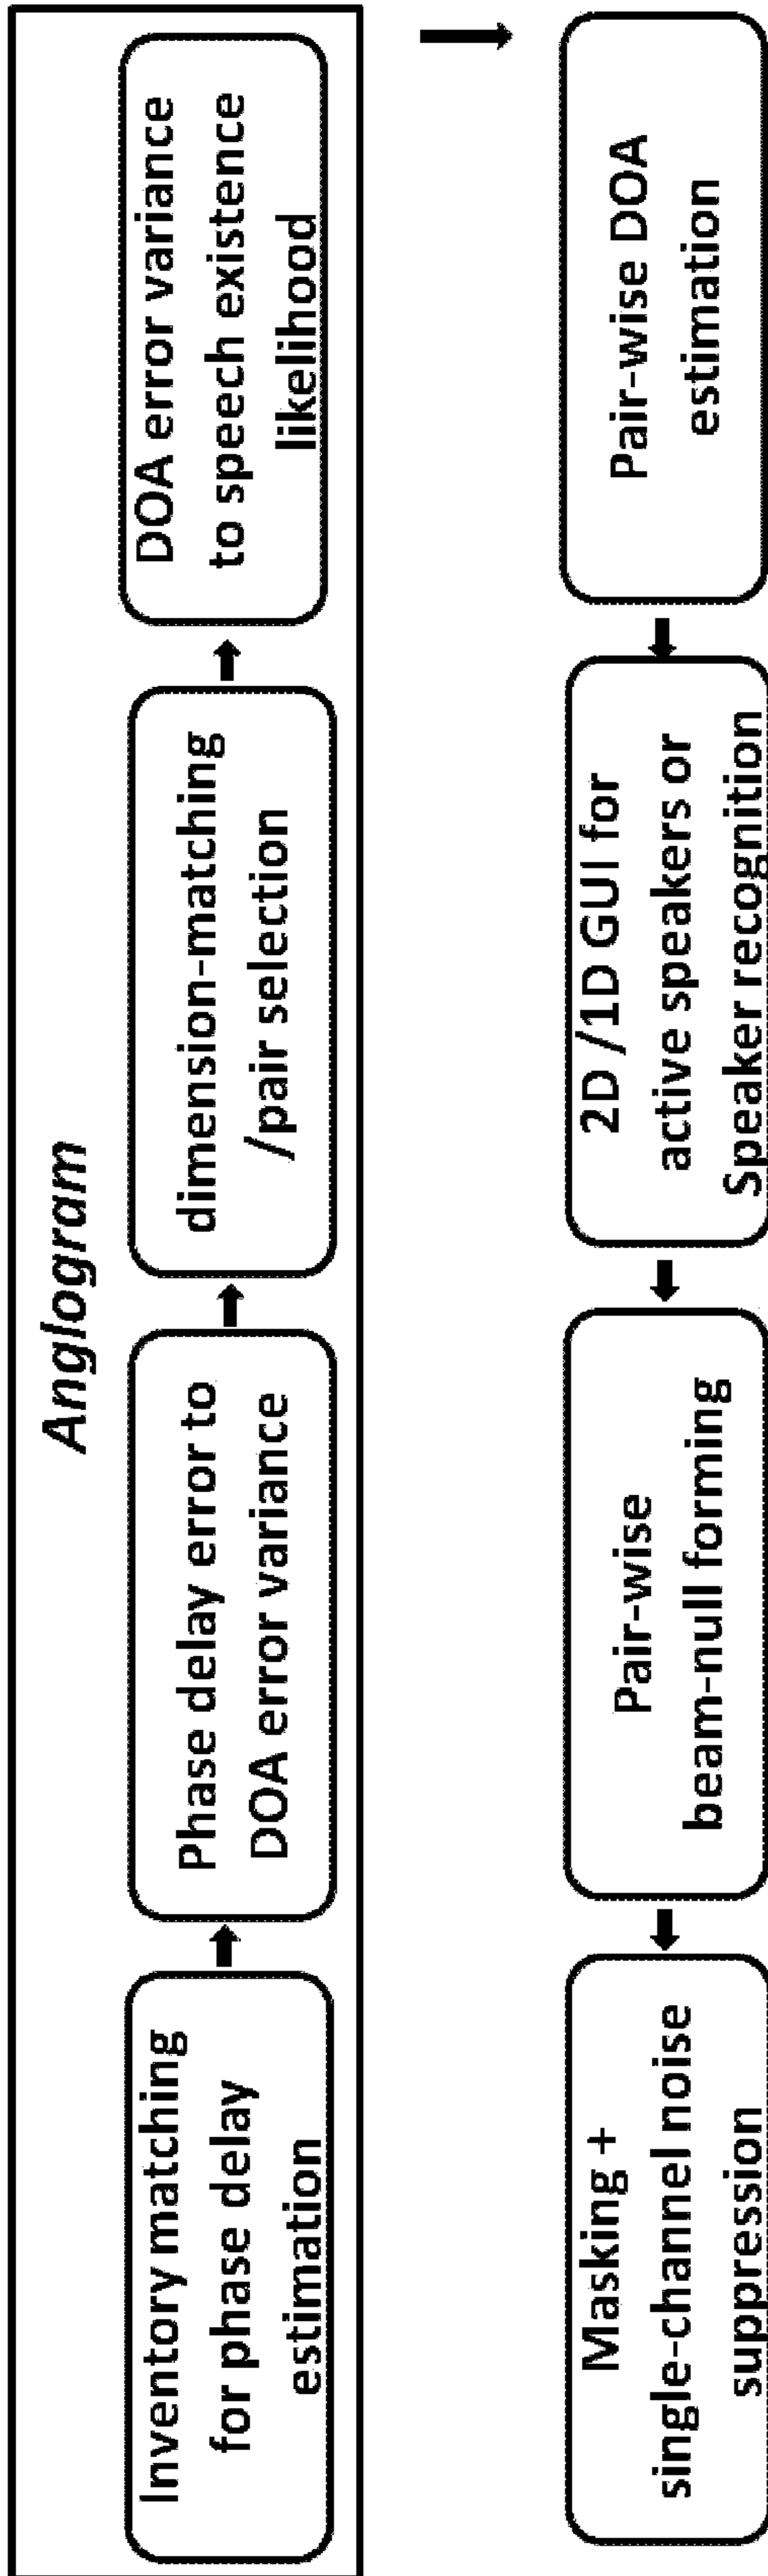 Anglogram
Inventory matching
for phase delay
estimation
Phase delay error to
DOA error variance
dimension-matching
/pair selection
DOA error variance
to speech existence
likelihood
Pair-wise DOA
estimation
2D /1D GUI for
active speakers or
Speaker recognition
Pair-wise
beam-null forming
Masking +
single-channel noise
suppression